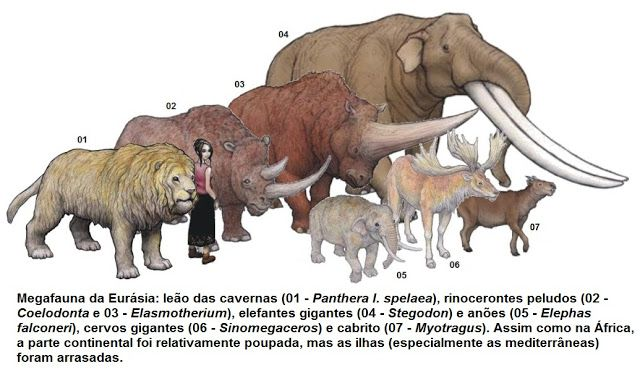 04
03
02
01
07
06
05
Megafauna da Eurásia: leão das cavernas (01 - Panthera l. spelaea), rinocerontes peludos (02 -
Coelodonta e 03 - Elasmotherium), elefantes gigantes (04 - Stegodon) e anões (05 - Elephas
falconeri), cervos gigantes (06 - Sinomegaceros) e cabrito (07 - Myotragus). Assim como na África,
a parte continental foi relativamente poupada, mas as ilhas (especialmente as mediterrâneas)
foram arrasadas.